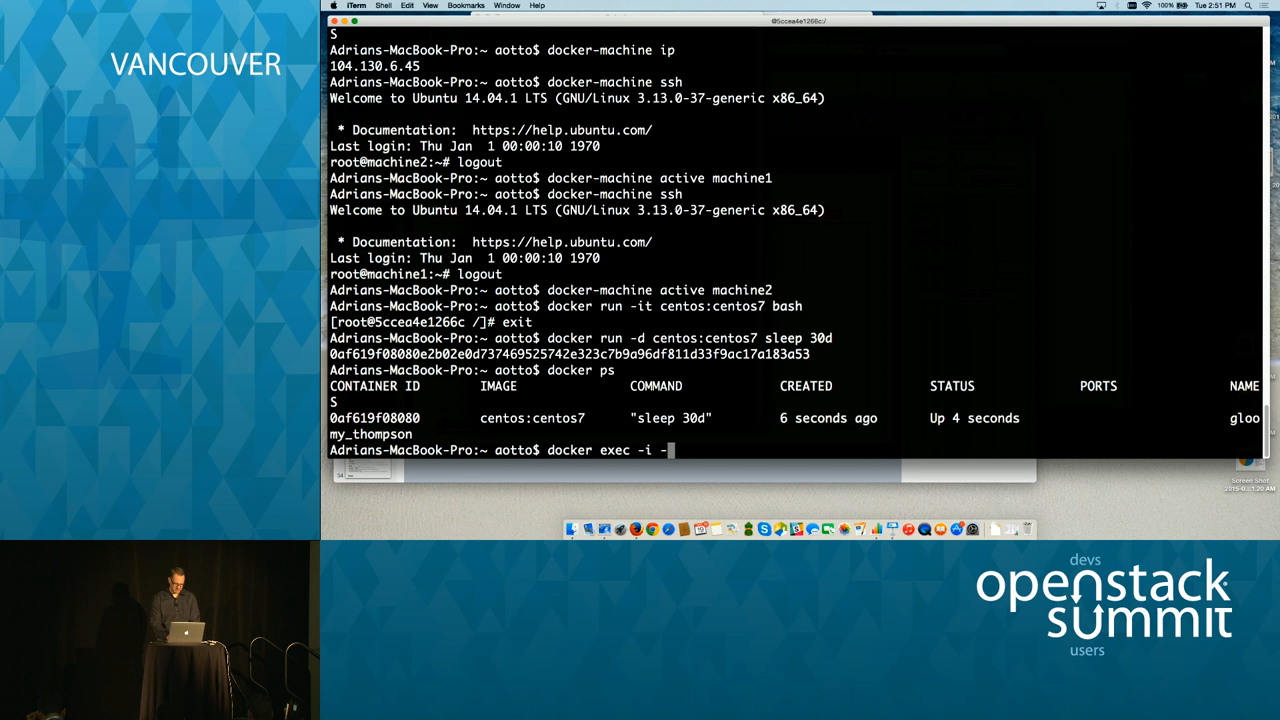 iTerm Shell Edit View Bookmarks Window Help
100% Tue 2:51 PM
@5ccea4e1266c:/
VANCOUVER
S
Adrians-MacBook-Pro:~ aotto$ docker-machine ip
104.130.6.45
Adrians-MacBook-Pro:~ aotto$ docker-machine ssh
Welcome to Ubuntu 14.04.1 LTS (GNU/Linux 3.13.0-37-generic x86_64)
* Documentation: https://help.ubuntu.com/
Last login: Thu Jan 1 00:00:10 1970
root@machine2:~# logout
Adrians-MacBook-Pro:~ aotto$ docker-machine active machine1
Adrians-MacBook-Pro:~ aotto$ docker-machine ssh
Welcome to Ubuntu 14.04.1 LTS (GNU/Linux 3.13.0-37-generic x86_64)
* Documentation: https://help.ubuntu.com/
Last login: Thu Jan 1 00:00:10 1970
root@machine1:~# logout
Adrians-MacBook-Pro:~ aotto$ docker-machine active machine2
Adrians-MacBook-Pro:~ aotto$ docker run -it centos:centos7 bash
[root@5ccea4e1266c /]# exit
Adrians-MacBook-Pro:~ aotto$ docker run -d centos:centos7 sleep 30d
0af619f08080e2b02e0d737469525742e323c7b9a96df811d33f9ac17a183a53
Adrians-MacBook-Pro:~ aotto$ docker ps
CONTAINER ID IMAGE COMMAND CREATED STATUS PORTS NAME
S
0af619f08080 centos:centos7 "sleep 30d" 6 seconds ago Up 4 seconds gloo
my_thompson
Adrians-MacBook-Pro:~ aotto$ docker exec -i -
34
Screen Shot
devs
openstack
summit
users